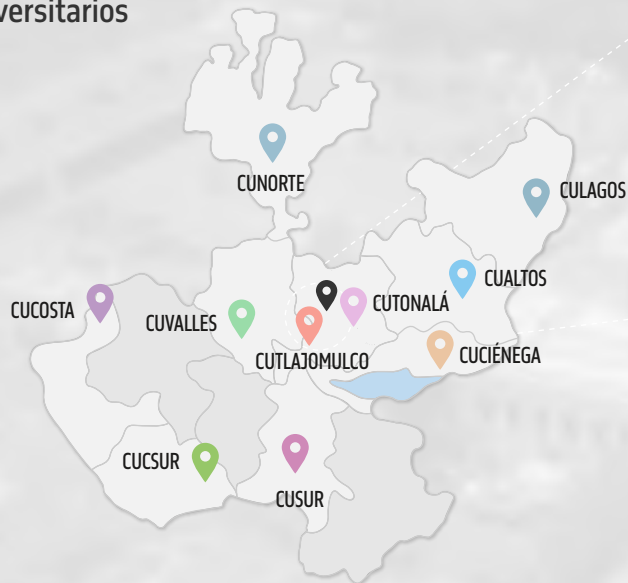 versitarios
CUNORTE
CULAGOS
CUALTOS
CUCOSTA
CUVALLES
CUTONALÁ
CUTLAJOMULCO
CUCIÉNEGA
CUCSUR
CUSUR